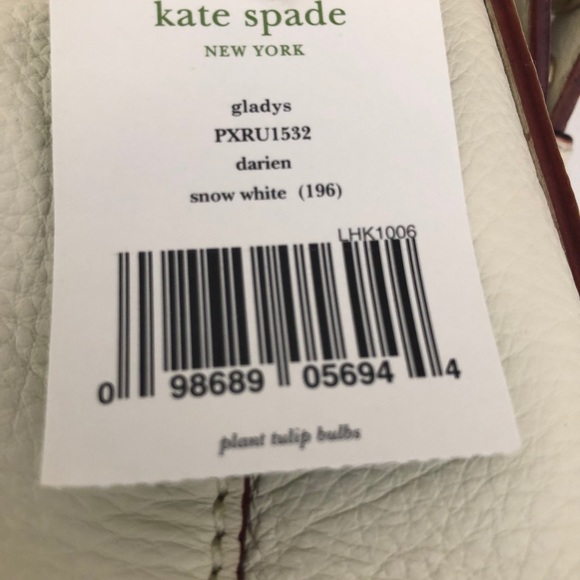 kate spade
NEW YORK
gladys
PXRU1532
darien
snow white (196)
LHK1006
0 98689 05694 4
plant tulip bulbs